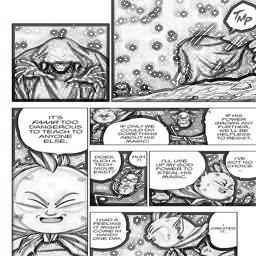 TMP
IF HIS
POWER
GROWS ANY
FURTHER,
WE'LL BE
HELPLESS
TO RESIST.
IF ONLY WE
COULD DO
SOMETHING
ABOUT HIS
MAGIC!
I'VE
GOT NO
CHOICE
I'LL USE
UP MY GOD
POWER TO
STEAL HIS
MAGIC.
HUH
?
DOES
SUCH A
TECH-
NIQUE
EXIST?
I
CREATED
IT.
I HAD A
FEELING
IT MIGHT
COME IN
HANDY
ONE DAY.
IT'S
FAAAR TOO
DANGEROUS
TO TEACH TO
ANYONE
ELSE.